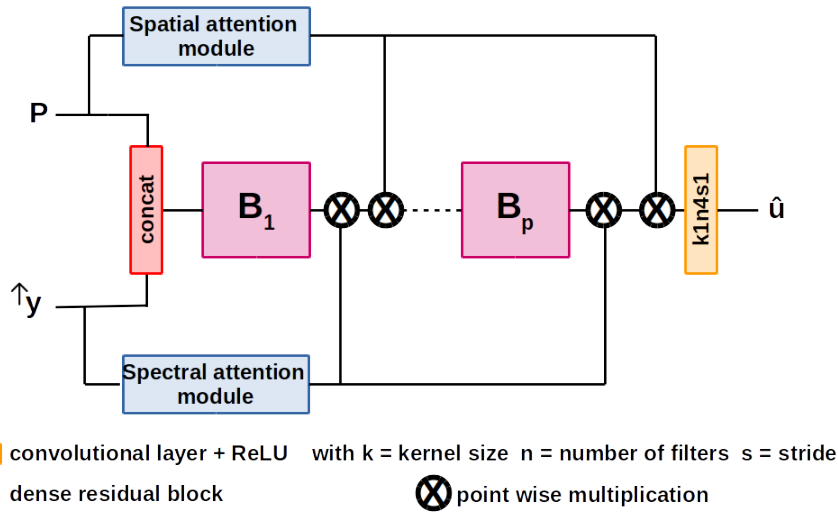 Spatial attention
module
P
concat
B1
Bp
k1n4s1
û
↑y
Spectral attention
module
convolutional layer + ReLU with k = kernel size n = number of filters s = stride
dense residual block
point wise multiplication